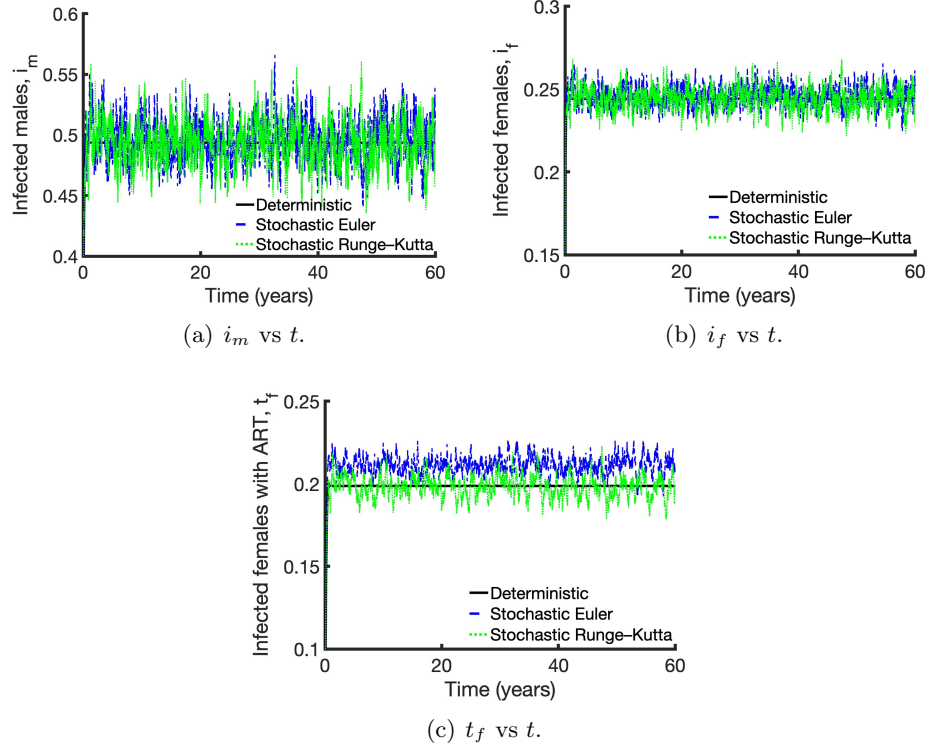 0.6
0.55
0.5
0.45
0.4
Infected males, i_m
Deterministic
Stochastic Euler
Stochastic Runge–Kutta
0 20 40 60
Time (years)
(a) i_m vs t.
0.3
0.25
0.2
0.15
Infected females, i_f
Deterministic
Stochastic Euler
Stochastic Runge–Kutta
0 20 40 60
Time (years)
(b) i_f vs t.
0.25
0.2
0.15
0.1
Infected females with ART, t_f
Deterministic
Stochastic Euler
Stochastic Runge–Kutta
0 20 40 60
Time (years)
(c) t_f vs t.